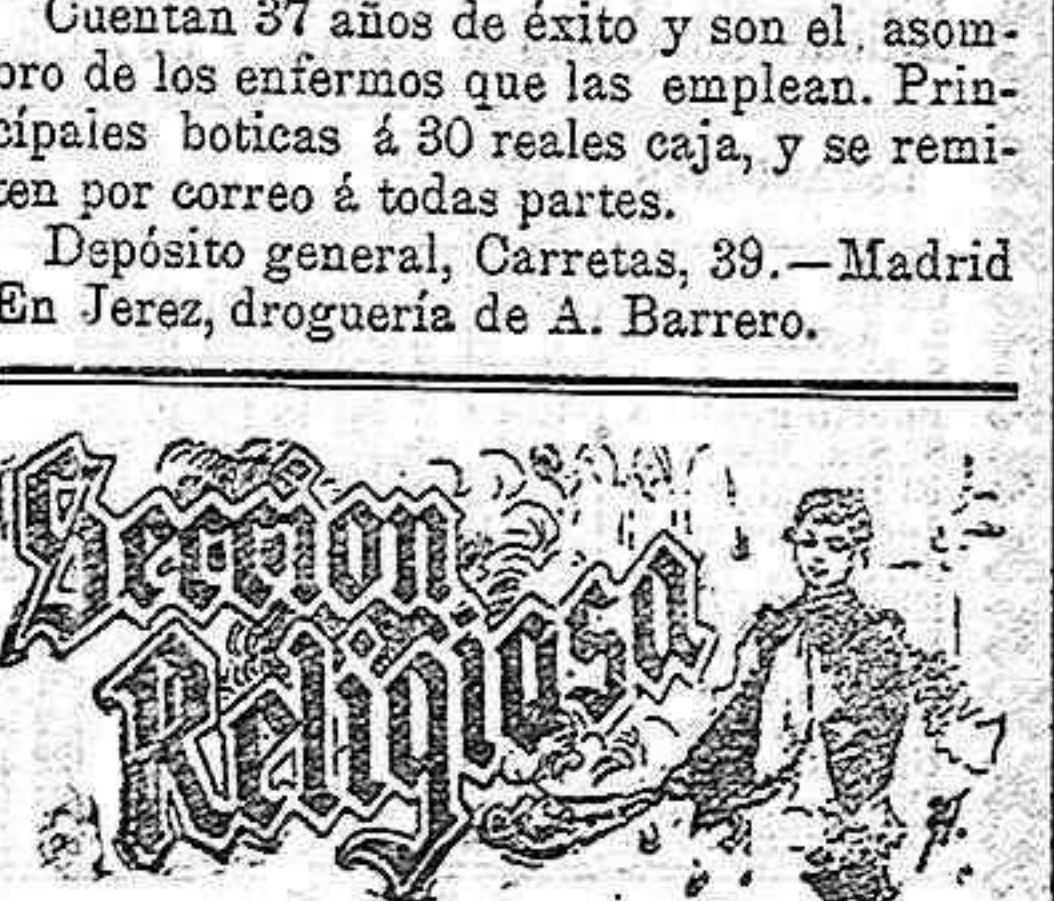 Cuentan 37 años de éxito y son el asom-
bro de los enfermos que las emplean. Prin-
cipales boticas á 30 reales caja, y se remi-
ten por correo á todas partes.
Depósito general, Carretas, 39.—Madrid
En Jerez, droguería de A. Barrero.
Seccion
Religiosa